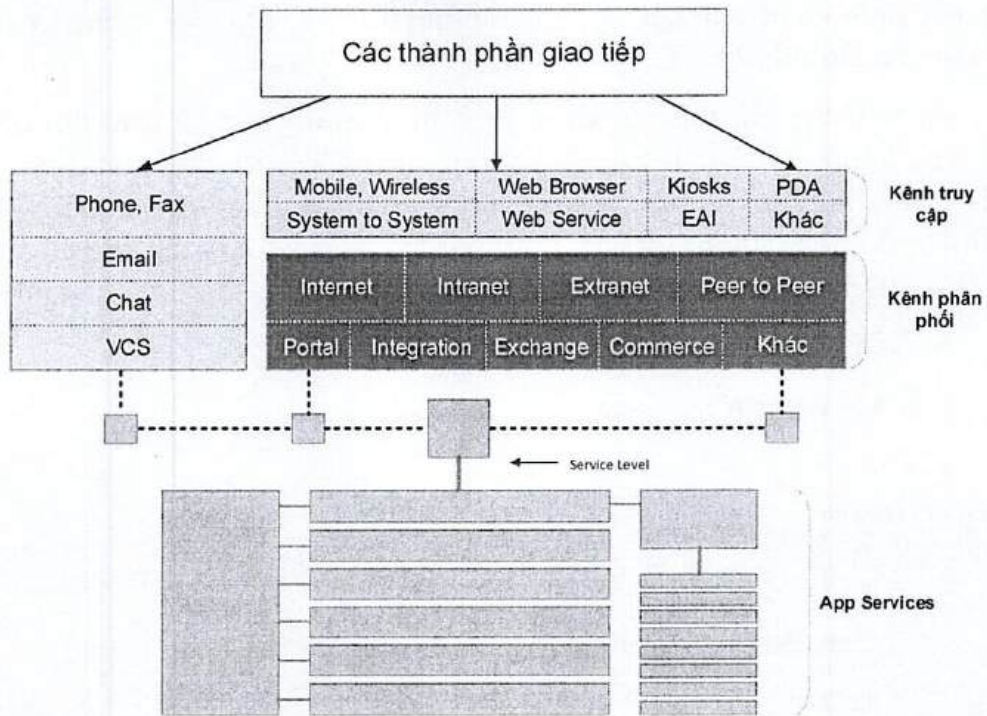 Các thành phần giao tiếp
Phone, Fax
Email
Chat
VCS
Mobile, Wireless Web Browser Kiosks PDA
System to System Web Service EAI Khác
Kênh truy
cập
Internet Intranet Extranet Peer to Peer
Portal Integration Exchange Commerce Khác
Kênh phân
phối
Service Level
App Services